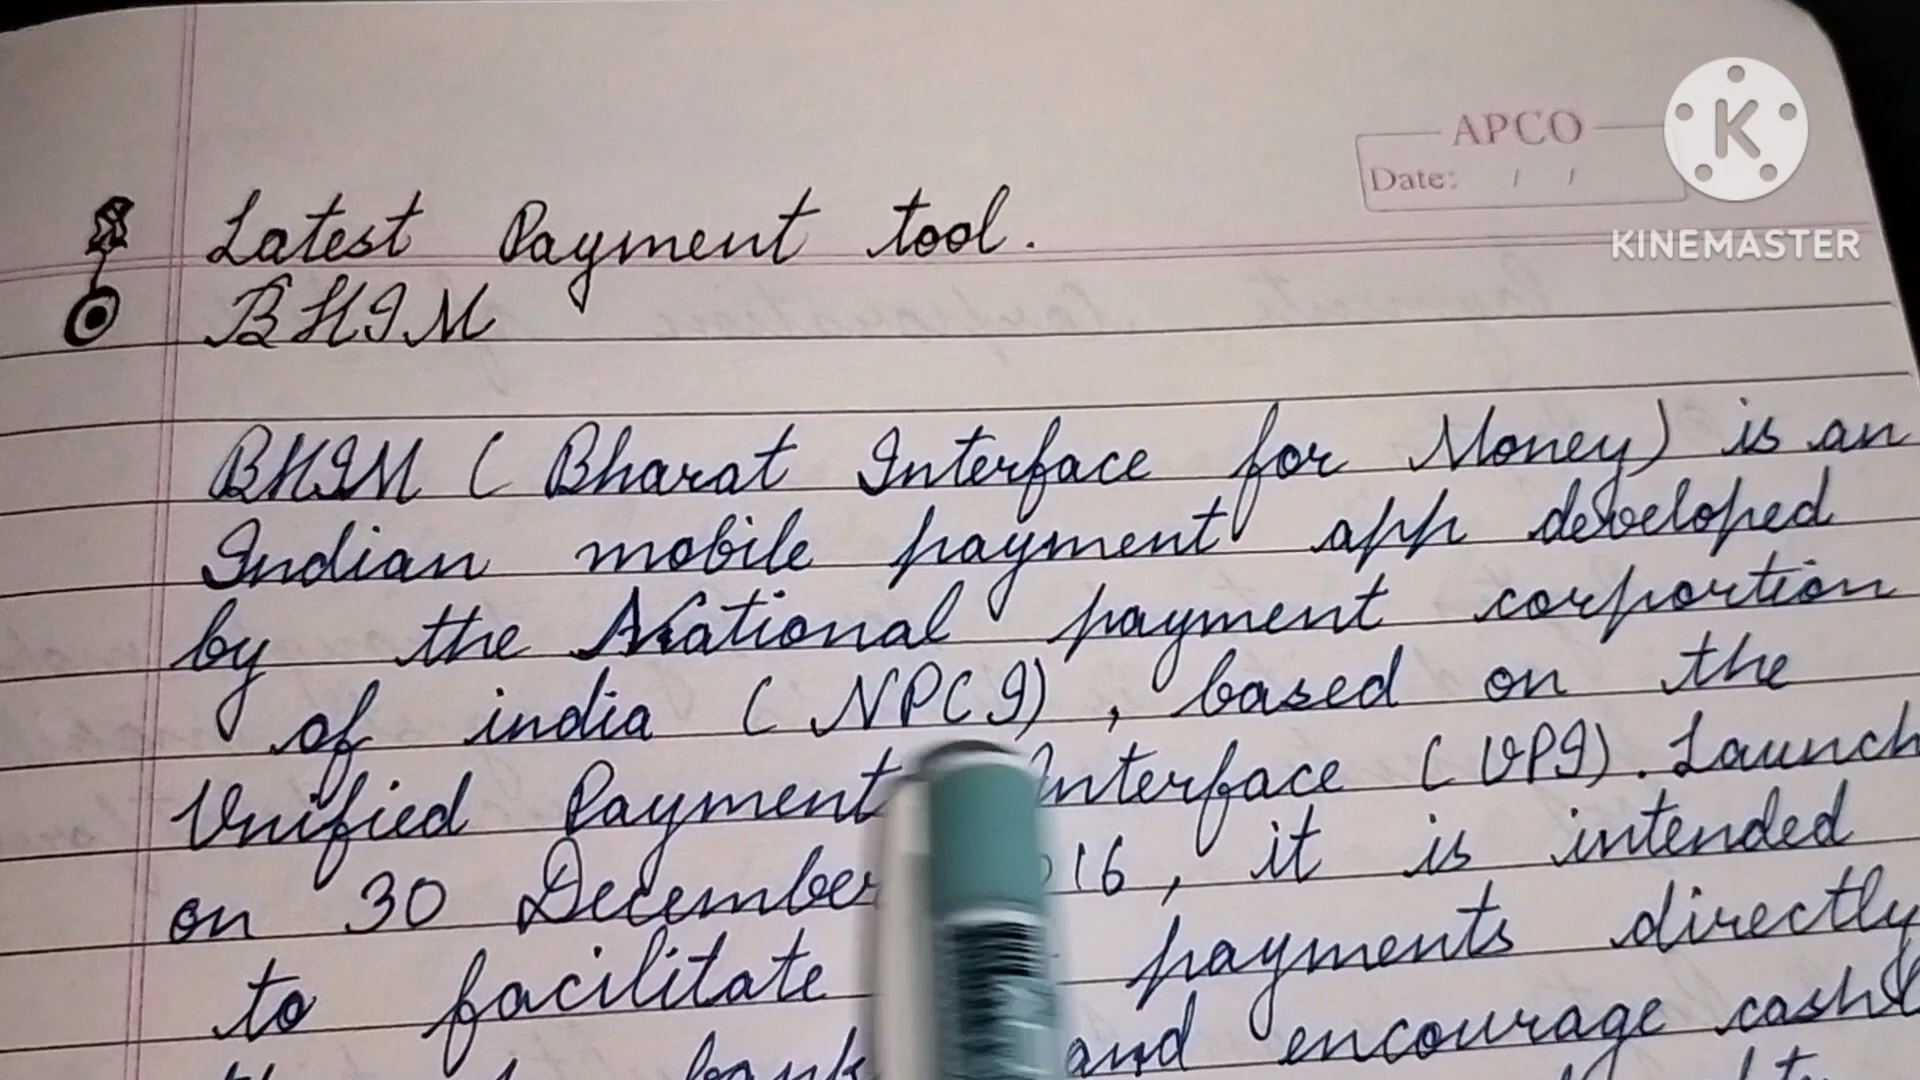 APCO
Date: / /
K
KINEMASTER
Latest Payment tool.
BHIM
BHIM ( Bharat Interface for Money) is an
Indian mobile payment app developed
by the National payment corportion
of india ( NPCI) , based on the
Unified Payment Interface ( UPI) . Launch
on 30 December 16 , it is intended
to facilitate payments directly
bank and encourage